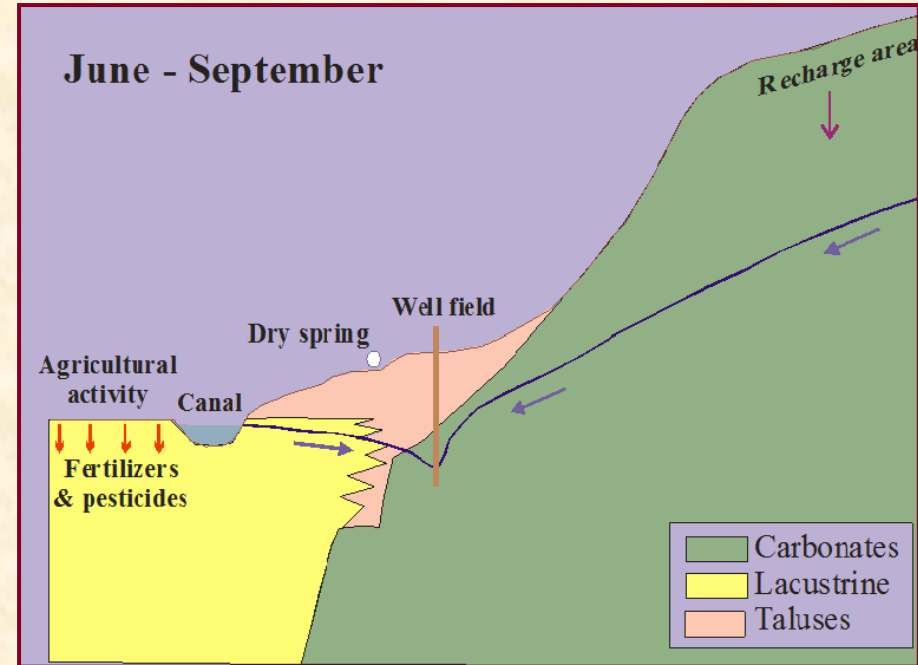 June - September
Recharge area
Well field
Dry spring
Agricultural
activity
Canal
Fertilizers
& pesticides
Carbonates
Lacustrine
Taluses